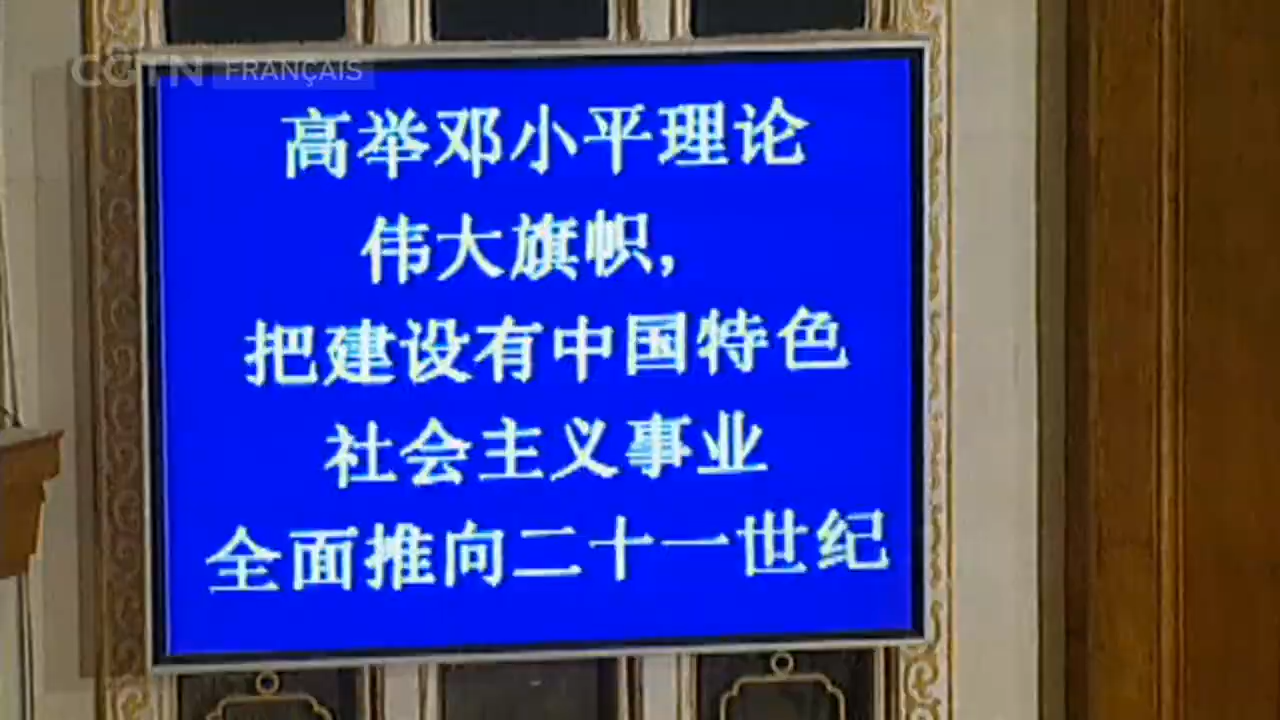 CGTN FRANÇAIS
高举邓小平理论
伟大旗帜,
把建设有中国特色
社会主义事业
全面推向二十一世纪